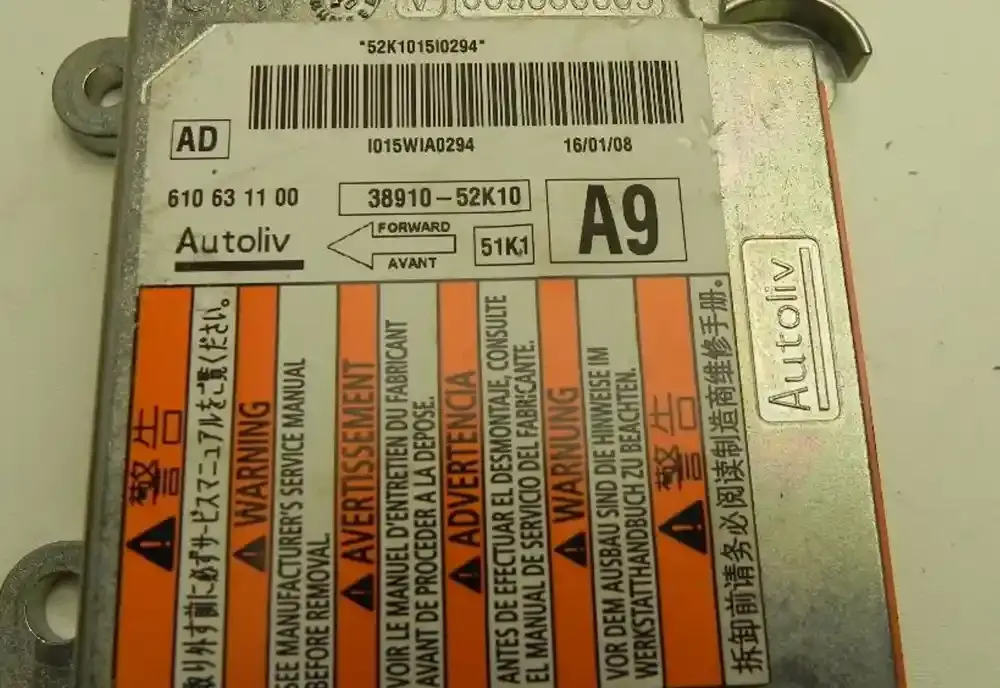 "52K1015I0294"
AD
I015WIA0294
16/01/08
610 63 11 00
38910-52K10
A9
Autoliv
FORWARD
AVANT
51K1
Autoliv
警告
取り外す前に必ずサービスマニュアルをご覧ください。
WARNING
SEE MANUFACTURER'S SERVICE MANUAL
BEFORE REMOVAL.
AVERTISSEMENT
VOIR LE MANUEL D'ENTRETIEN DU FABRICANT
AVANT DE PROCEDER A LA DEPOSE.
ADVERTENCIA
ANTES DE EFECTUAR EL DESMONTAJE, CONSULTE
EL MANUAL DE SERVICIO DEL FABRICANTE.
WARNUNG
VOR DEM AUSBAU SIND DIE HINWEISE IM
WERKSTATTHANDBUCH ZU BEACHTEN.
警告
拆卸前请务必阅读制造商维修手册。